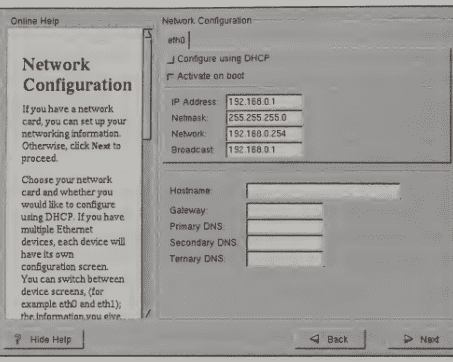 Online Help
Network
Configuration
If you have a network
card, you can set up your
networking information.
Otherwise, click Next to
proceed.
Choose your network
card and whether you
would like to configure
using DHCP. If you have
multiple Ethernet
devices, each device will
have its own
configuration screen.
You can switch between
device screens, (for
example eth0 and eth1);
the information you give
Network Configuration
eth0
Configure using DHCP
Activate on boot
IP Address: 192.168.0.1
Netmask: 255.255.255.0
Network: 192.168.0.254
Broadcast: 192.168.0.1
Hostname:
Gateway:
Primary DNS:
Secondary DNS:
Ternary DNS:
? Hide Help
Back
Next